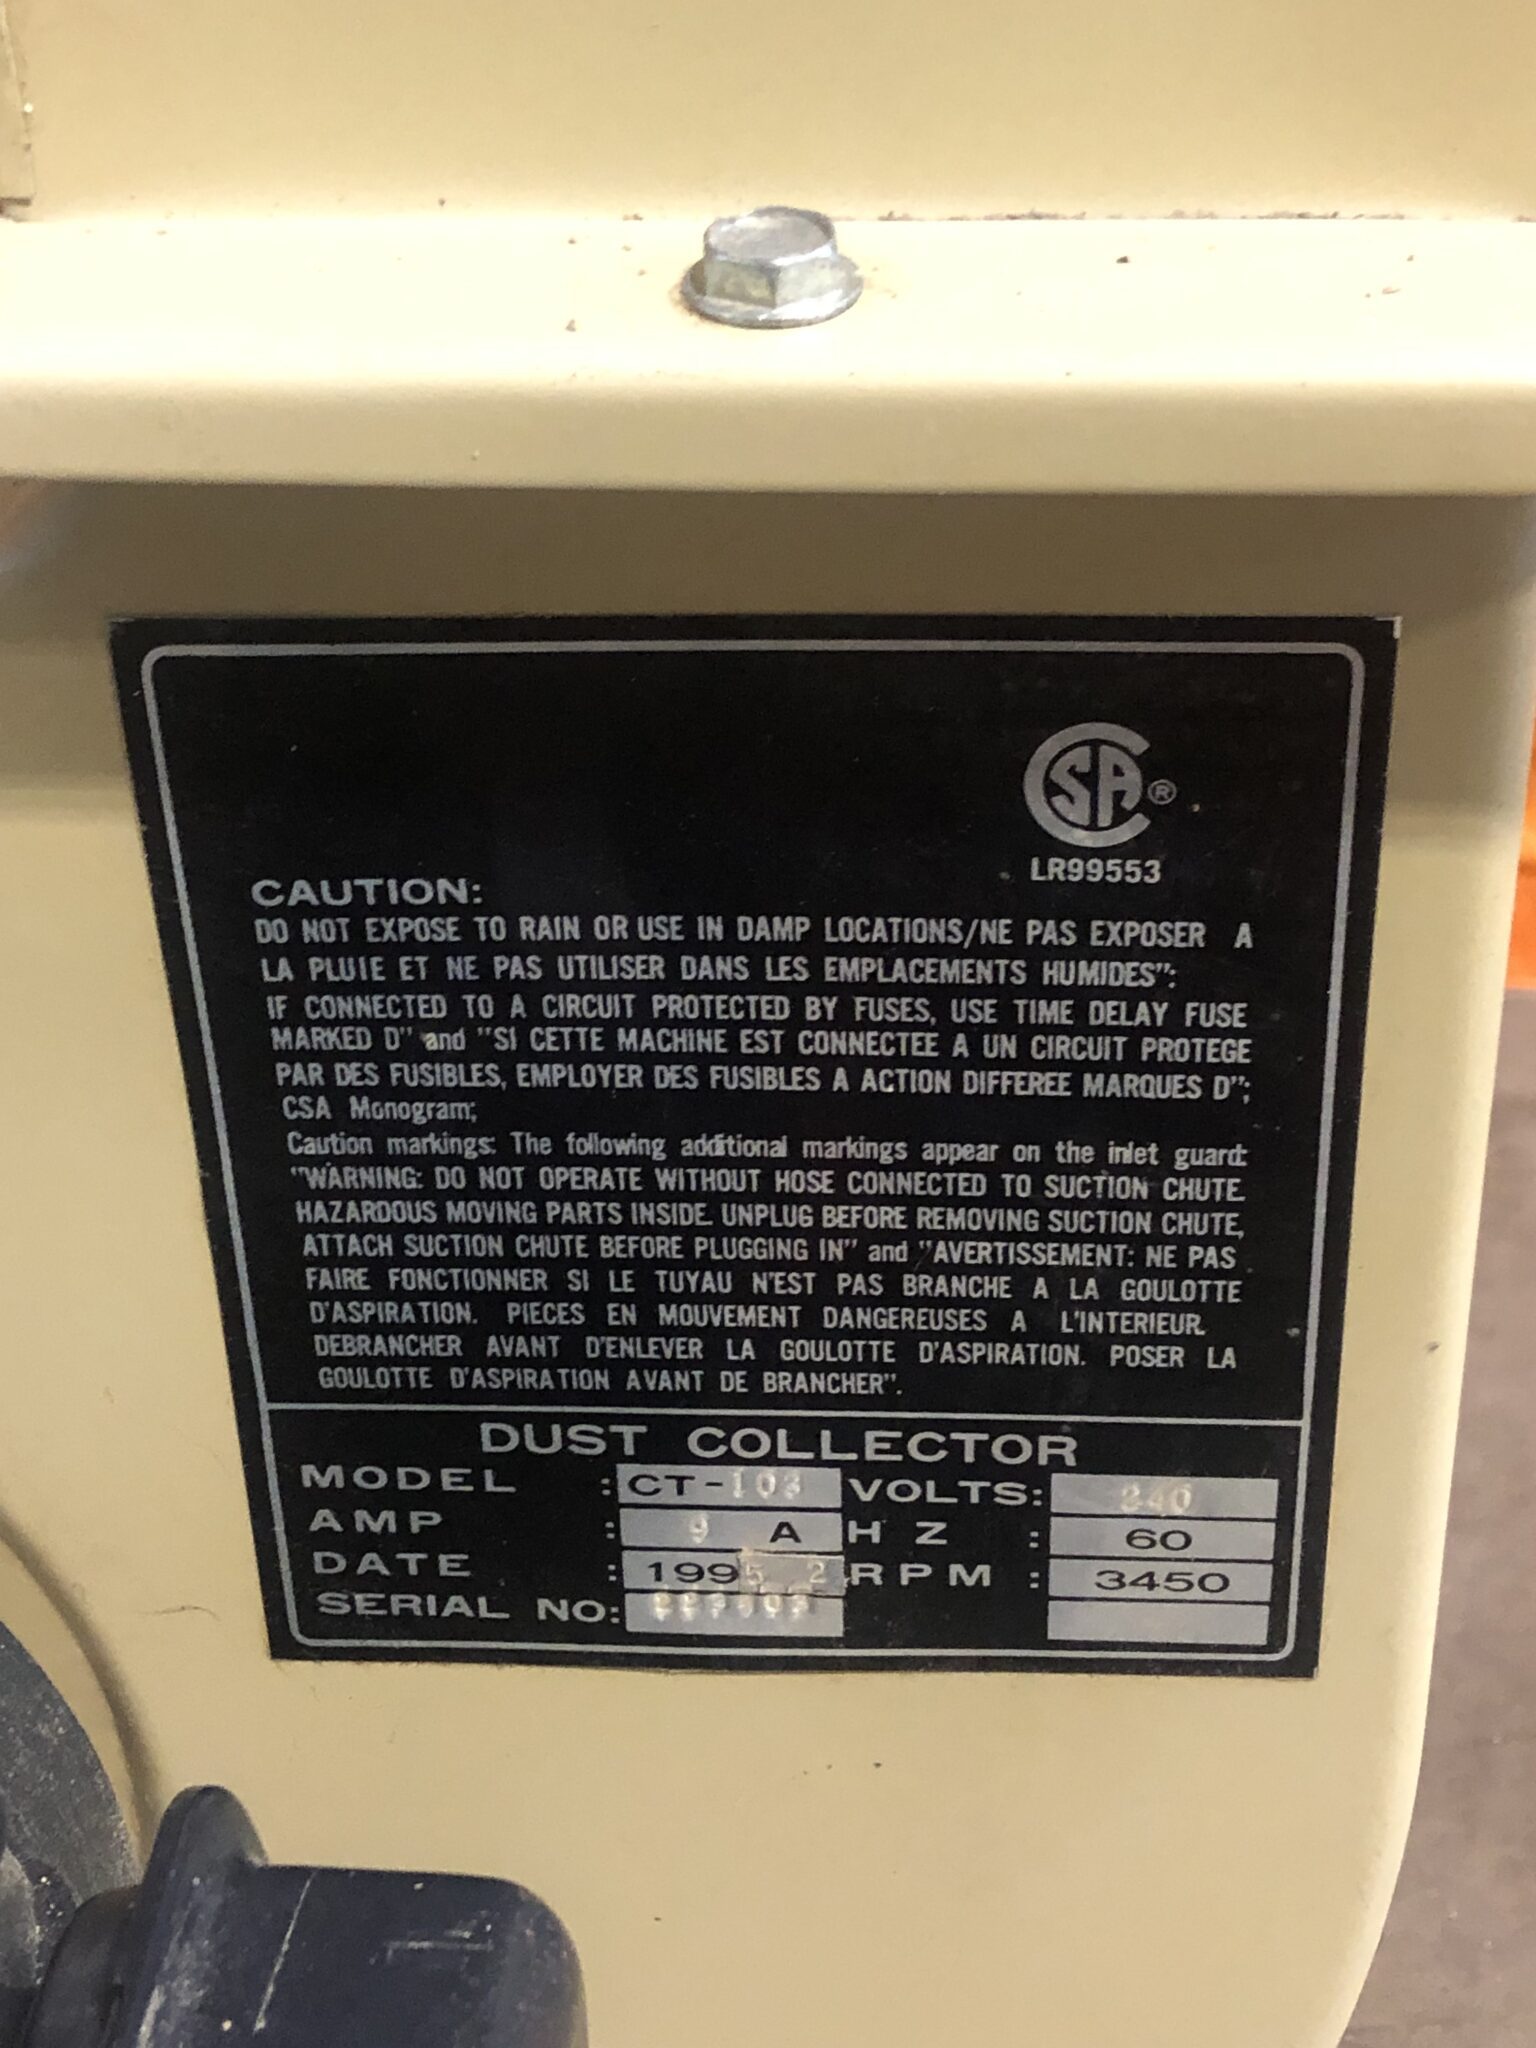 CSA®
LR99553
CAUTION:
DO NOT EXPOSE TO RAIN OR USE IN DAMP LOCATIONS/NE PAS EXPOSER A
LA PLUIE ET NE PAS UTILISER DANS LES EMPLACEMENTS HUMIDES":
IF CONNECTED TO A CIRCUIT PROTECTED BY FUSES, USE TIME DELAY FUSE
MARKED D" and "SI CETTE MACHINE EST CONNECTEE A UN CIRCUIT PROTEGE
PAR DES FUSIBLES, EMPLOYER DES FUSIBLES A ACTION DIFFEREE MARQUES D";
CSA Monogram;
Caution markings: The following additional markings appear on the inlet guard:
"WARNING: DO NOT OPERATE WITHOUT HOSE CONNECTED TO SUCTION CHUTE.
HAZARDOUS MOVING PARTS INSIDE. UNPLUG BEFORE REMOVING SUCTION CHUTE,
ATTACH SUCTION CHUTE BEFORE PLUGGING IN" and "AVERTISSEMENT: NE PAS
FAIRE FONCTIONNER SI LE TUYAU N'EST PAS BRANCHE A LA GOULOTTE
D'ASPIRATION. PIECES EN MOUVEMENT DANGEREUSES A L'INTERIEUR.
DEBRANCHER AVANT D'ENLEVER LA GOULOTTE D'ASPIRATION. POSER LA
GOULOTTE D'ASPIRATION AVANT DE BRANCHER".
DUST COLLECTOR
MODEL : CT-103 VOLTS: 240
AMP : 9 A HZ : 60
DATE : 1995 2 RPM : 3450
SERIAL NO: